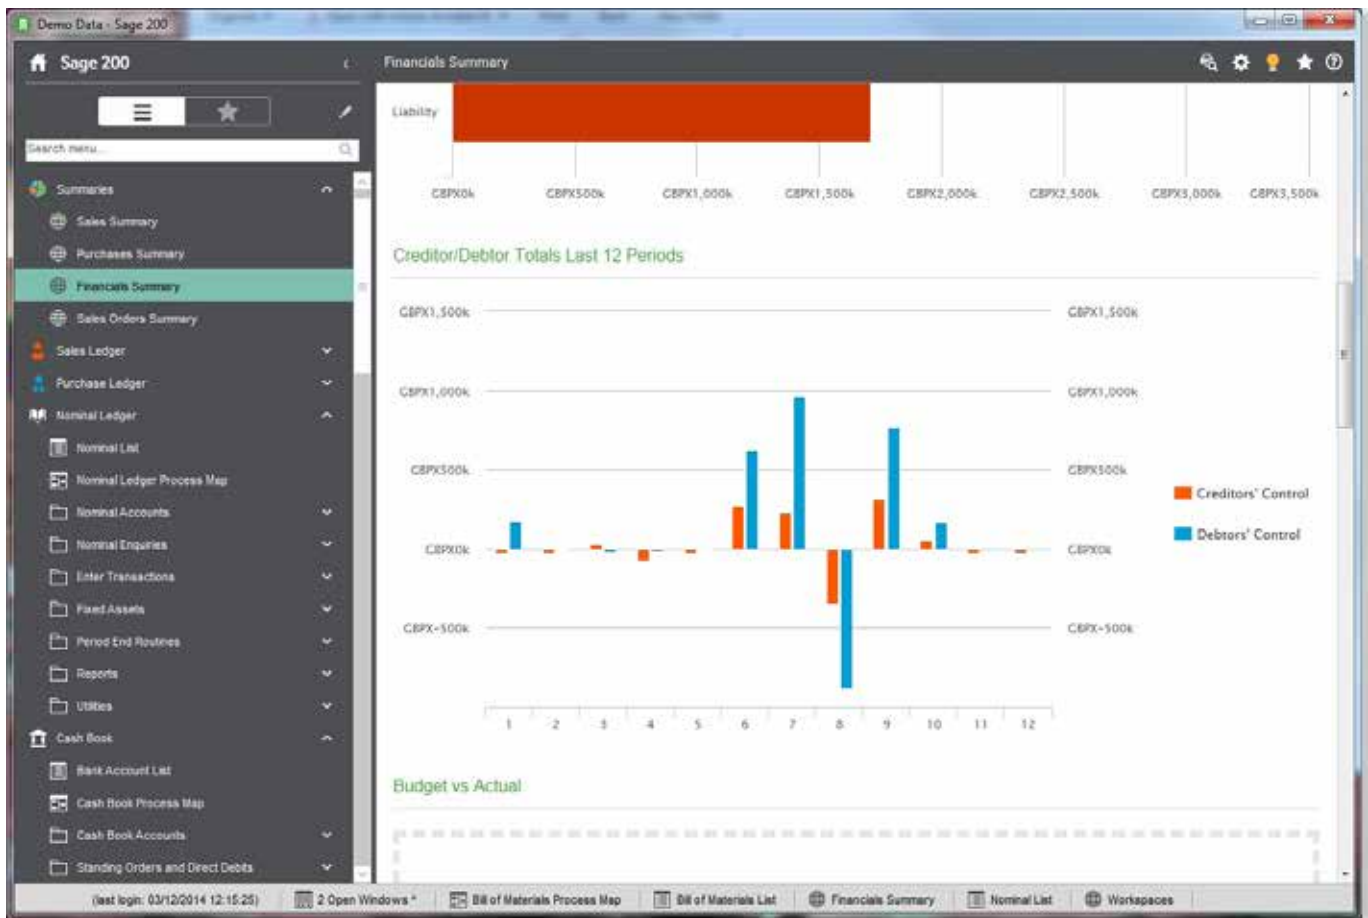 Demo Data - Sage 200
Sage 200
Financials Summary
Search menu...
Summaries
Sales Summary
Purchases Summary
Financials Summary
Sales Orders Summary
Sales Ledger
Purchase Ledger
Nominal Ledger
Nominal List
Nominal Ledger Process Map
Nominal Accounts
Nominal Enquiries
Enter Transactions
Fixed Assets
Period End Routines
Reports
Utilities
Cash Book
Bank Account List
Cash Book Process Map
Cash Book Accounts
Standing Orders and Direct Debits
Liability
GBPX0k GBPX500k GBPX1,000k GBPX1,500k GBPX2,000k GBPX2,500k GBPX3,000k GBPX3,500k
Creditor/Debtor Totals Last 12 Periods
GBPX1,500k GBPX1,500k
GBPX1,000k GBPX1,000k
GBPX500k GBPX500k
GBPX0k GBPX0k
GBPX-500k GBPX-500k
Creditors' Control
Debtors' Control
1 2 3 4 5 6 7 8 9 10 11 12
Budget vs Actual
(last login: 03/12/2014 12:15:25) 2 Open Windows Bill of Materials Process Map Bill of Materials List Financials Summary Nominal List Workspaces